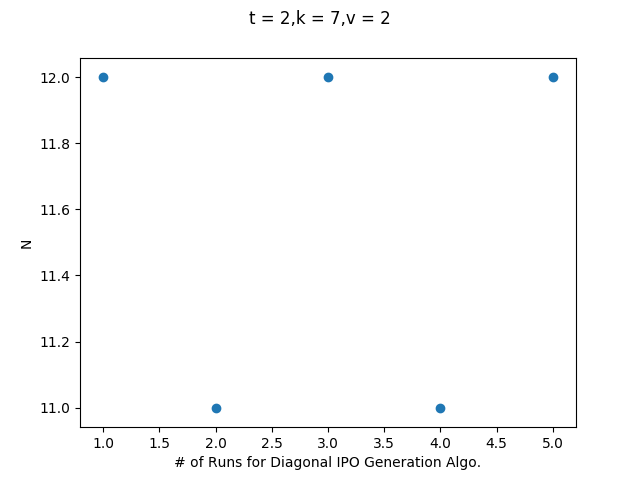 t = 2,k = 7,v = 2
12.0
11.8
11.6
N
11.4
11.2
11.0
1.0 1.5 2.0 2.5 3.0 3.5 4.0 4.5 5.0
# of Runs for Diagonal IPO Generation Algo.